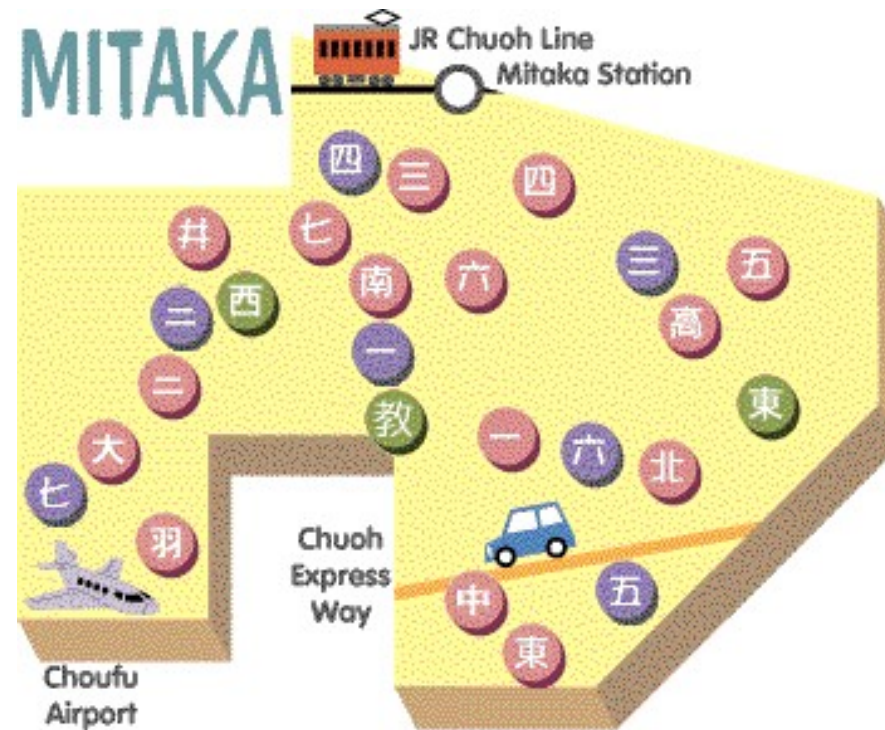 MITAKA
JR Chuoh Line
Mitaka Station
四
三
四
井
七
南
六
三
五
二
西
高
一
二
教
東
大
一
六
北
七
羽
Chuoh
Express
Way
中
五
東
Choufu
Airport